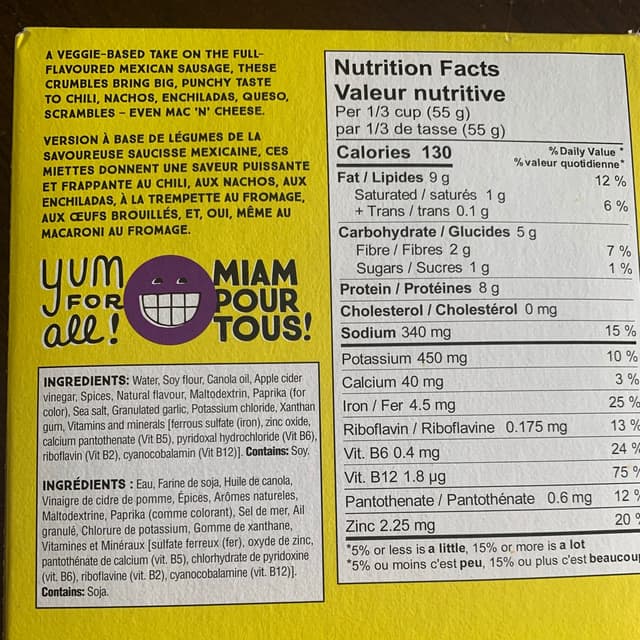 A VEGGIE-BASED TAKE ON THE FULL-
FLAVOURED MEXICAN SAUSAGE, THESE
CRUMBLES BRING BIG, PUNCHY TASTE
TO CHILI, NACHOS, ENCHILADAS, QUESO,
SCRAMBLES – EVEN MAC 'N' CHEESE.
VERSION À BASE DE LÉGUMES DE LA
SAVOUREUSE SAUCISSE MEXICAINE, CES
MIETTES DONNENT UNE SAVEUR PUISSANTE
ET FRAPPANTE AU CHILI, AUX NACHOS, AUX
ENCHILADAS, À LA TREMPETTE AU FROMAGE,
AUX ŒUFS BROUILLÉS, ET, OUI, MÊME AU
MACARONI AU FROMAGE.
yum
FOR
all!
MIAM
POUR
TOUS!
INGREDIENTS: Water, Soy flour, Canola oil, Apple cider
vinegar, Spices, Natural flavour, Maltodextrin, Paprika (for
color), Sea salt, Granulated garlic, Potassium chloride, Xanthan
gum, Vitamins and minerals [ferrous sulfate (iron), zinc oxide,
calcium pantothenate (Vit B5), pyridoxal hydrochloride (Vit B6),
riboflavin (Vit B2), cyanocobalamin (Vit B12)]. Contains: Soy.
INGRÉDIENTS : Eau, Farine de soja, Huile de canola,
Vinaigre de cidre de pomme, Épices, Arômes naturels,
Maltodextrine, Paprika (comme colorant), Sel de mer, Ail
granulé, Chlorure de potassium, Gomme de xanthane,
Vitamines et Minéraux [sulfate ferreux (fer), oxyde de zinc,
pantothénate de calcium (vit. B5), chlorhydrate de pyridoxine
(vit. B6), riboflavine (vit. B2), cyanocobalamine (vit. B12)].
Contains: Soja.
Nutrition Facts
Valeur nutritive
Per 1/3 cup (55 g)
par 1/3 de tasse (55 g)
Calories 130 % Daily Value *
% valeur quotidienne*
Fat / Lipides 9 g 12 %
Saturated / saturés 1 g
+ Trans / trans 0.1 g 6 %
Carbohydrate / Glucides 5 g
Fibre / Fibres 2 g 7 %
Sugars / Sucres 1 g 1 %
Protein / Protéines 8 g
Cholesterol / Cholestérol 0 mg
Sodium 340 mg 15 %
Potassium 450 mg 10 %
Calcium 40 mg 3 %
Iron / Fer 4.5 mg 25 %
Riboflavin / Riboflavine 0.175 mg 13 %
Vit. B6 0.4 mg 24 %
Vit. B12 1.8 µg 75 %
Pantothenate / Pantothénate 0.6 mg 12 %
Zinc 2.25 mg 20 %
*5% or less is a little, 15% or more is a lot
*5% ou moins c'est peu, 15% ou plus c'est beaucou